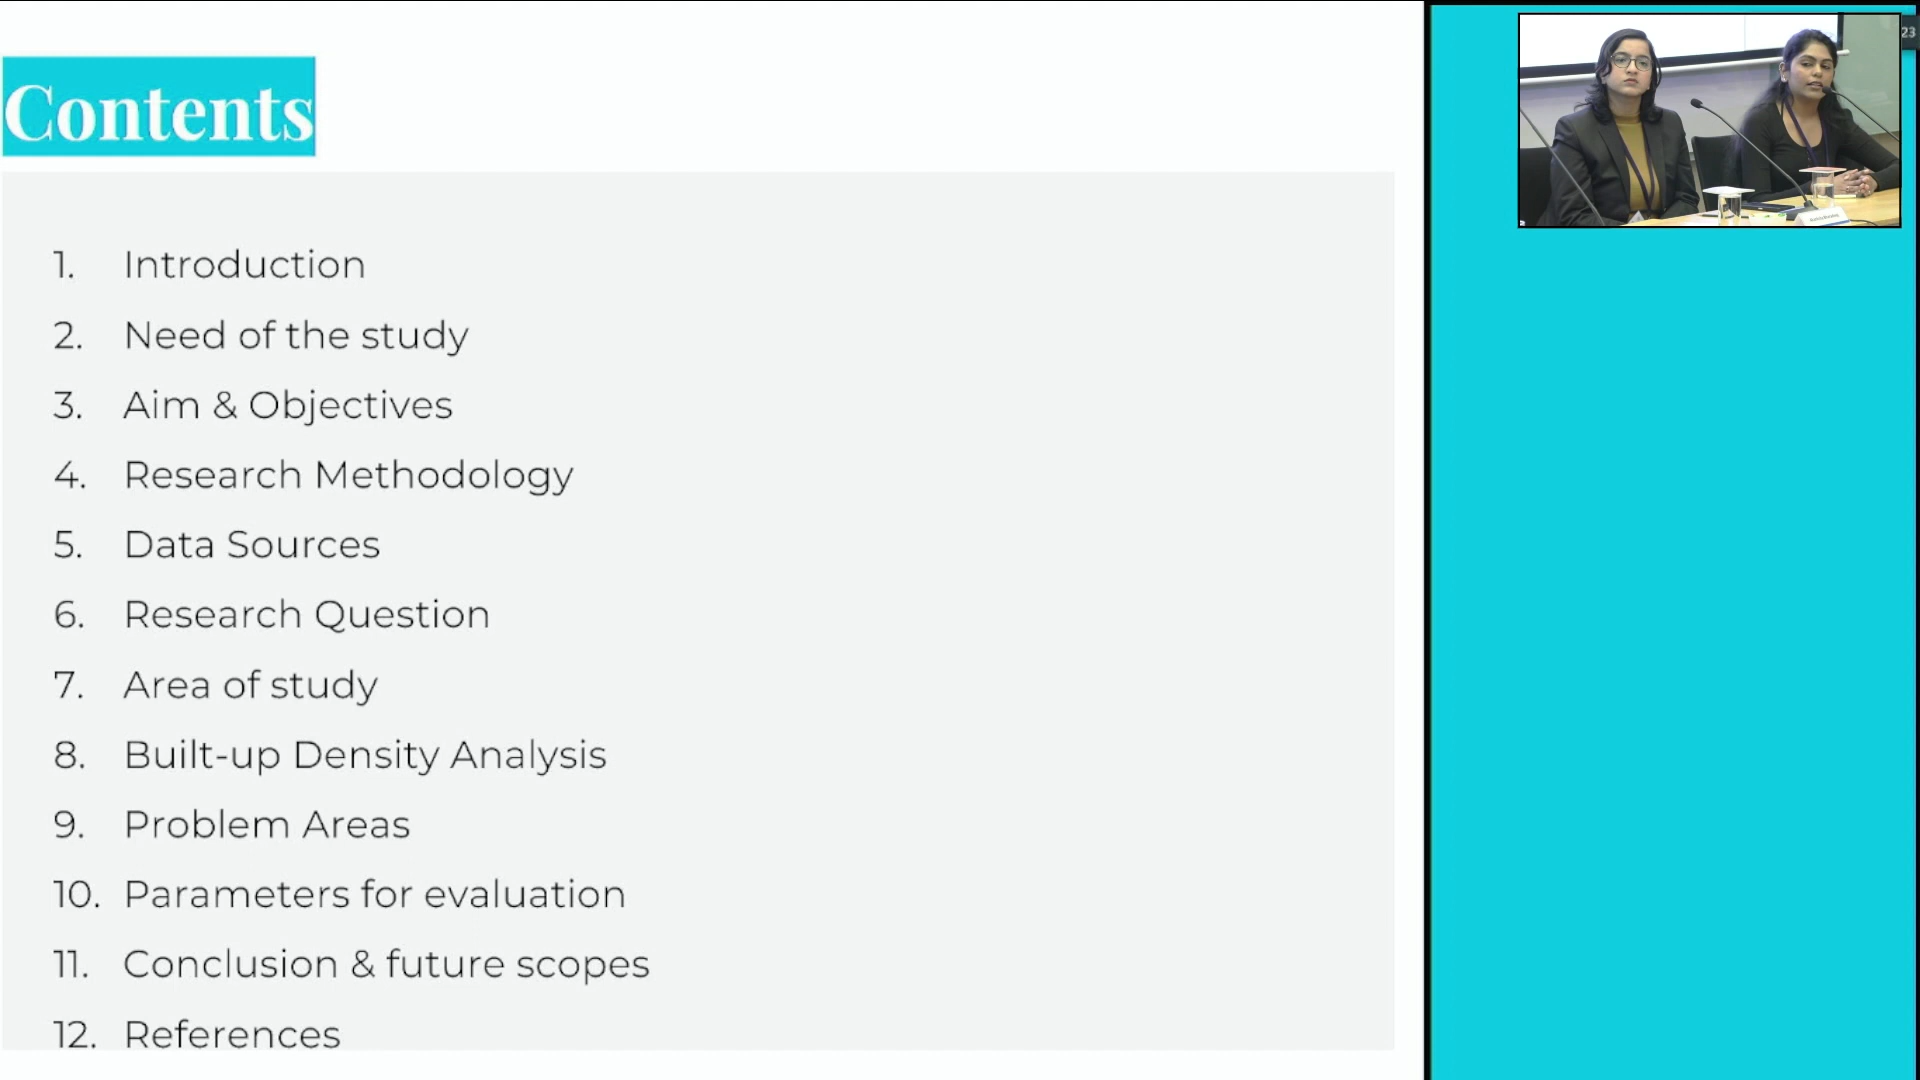 Contents
1. Introduction
2. Need of the study
3. Aim & Objectives
4. Research Methodology
5. Data Sources
6. Research Question
7. Area of study
8. Built-up Density Analysis
9. Problem Areas
10. Parameters for evaluation
11. Conclusion & future scopes
12. References
23